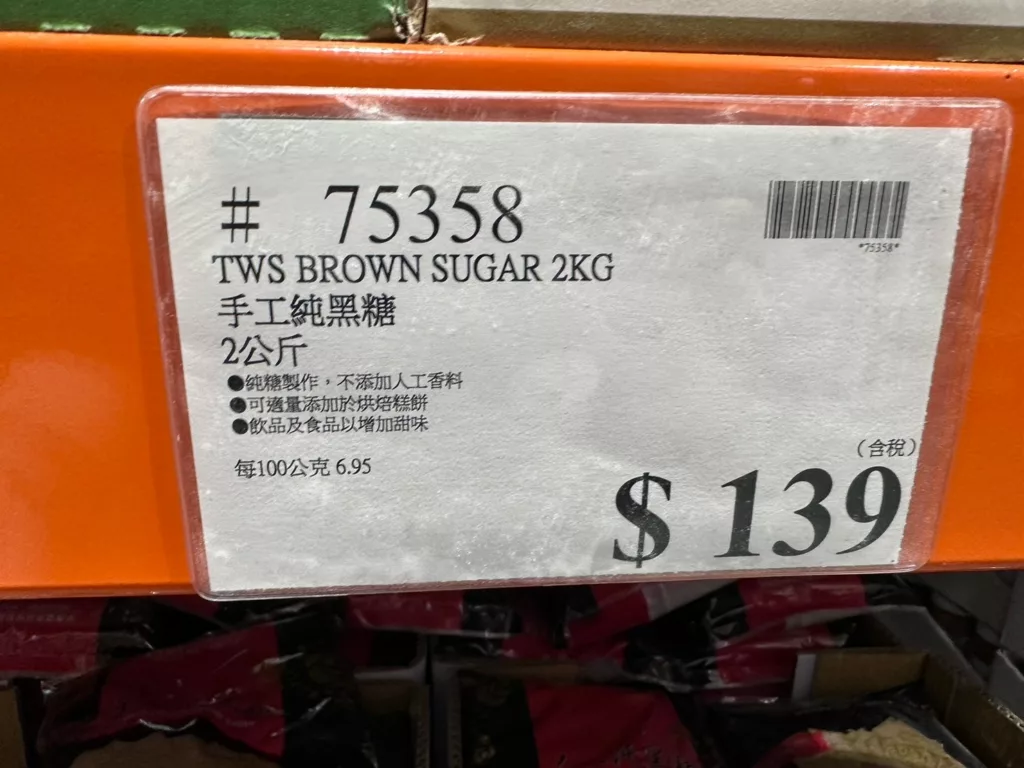 # 75358
*75358*
TWS BROWN SUGAR 2KG
手工純黑糖
2公斤
●純糖製作，不添加人工香料
●可適量添加於烘焙糕餅
●飲品及食品以增加甜味
每100公克 6.95
（含稅）
$ 139